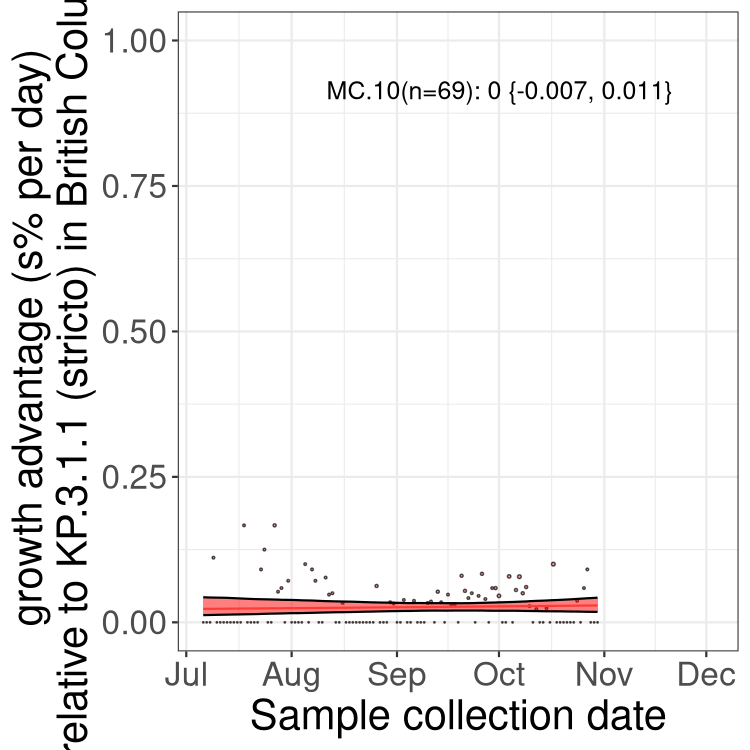 growth advantage (s% per day)
relative to KP.3.1.1 (stricto) in British Colu
1.00
0.75
0.50
0.25
0.00
MC.10(n=69): 0 {-0.007, 0.011}
Jul Aug Sep Oct Nov Dec
Sample collection date